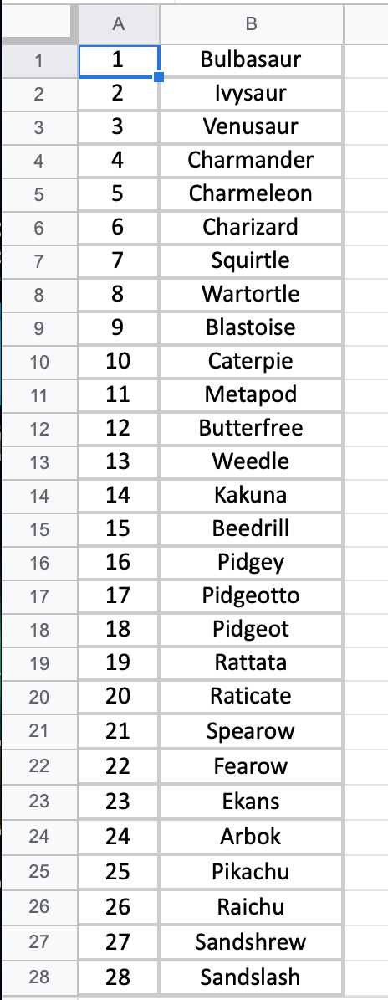 A B
1 1 Bulbasaur
2 2 Ivysaur
3 3 Venusaur
4 4 Charmander
5 5 Charmeleon
6 6 Charizard
7 7 Squirtle
8 8 Wartortle
9 9 Blastoise
10 10 Caterpie
11 11 Metapod
12 12 Butterfree
13 13 Weedle
14 14 Kakuna
15 15 Beedrill
16 16 Pidgey
17 17 Pidgeotto
18 18 Pidgeot
19 19 Rattata
20 20 Raticate
21 21 Spearow
22 22 Fearow
23 23 Ekans
24 24 Arbok
25 25 Pikachu
26 26 Raichu
27 27 Sandshrew
28 28 Sandslash